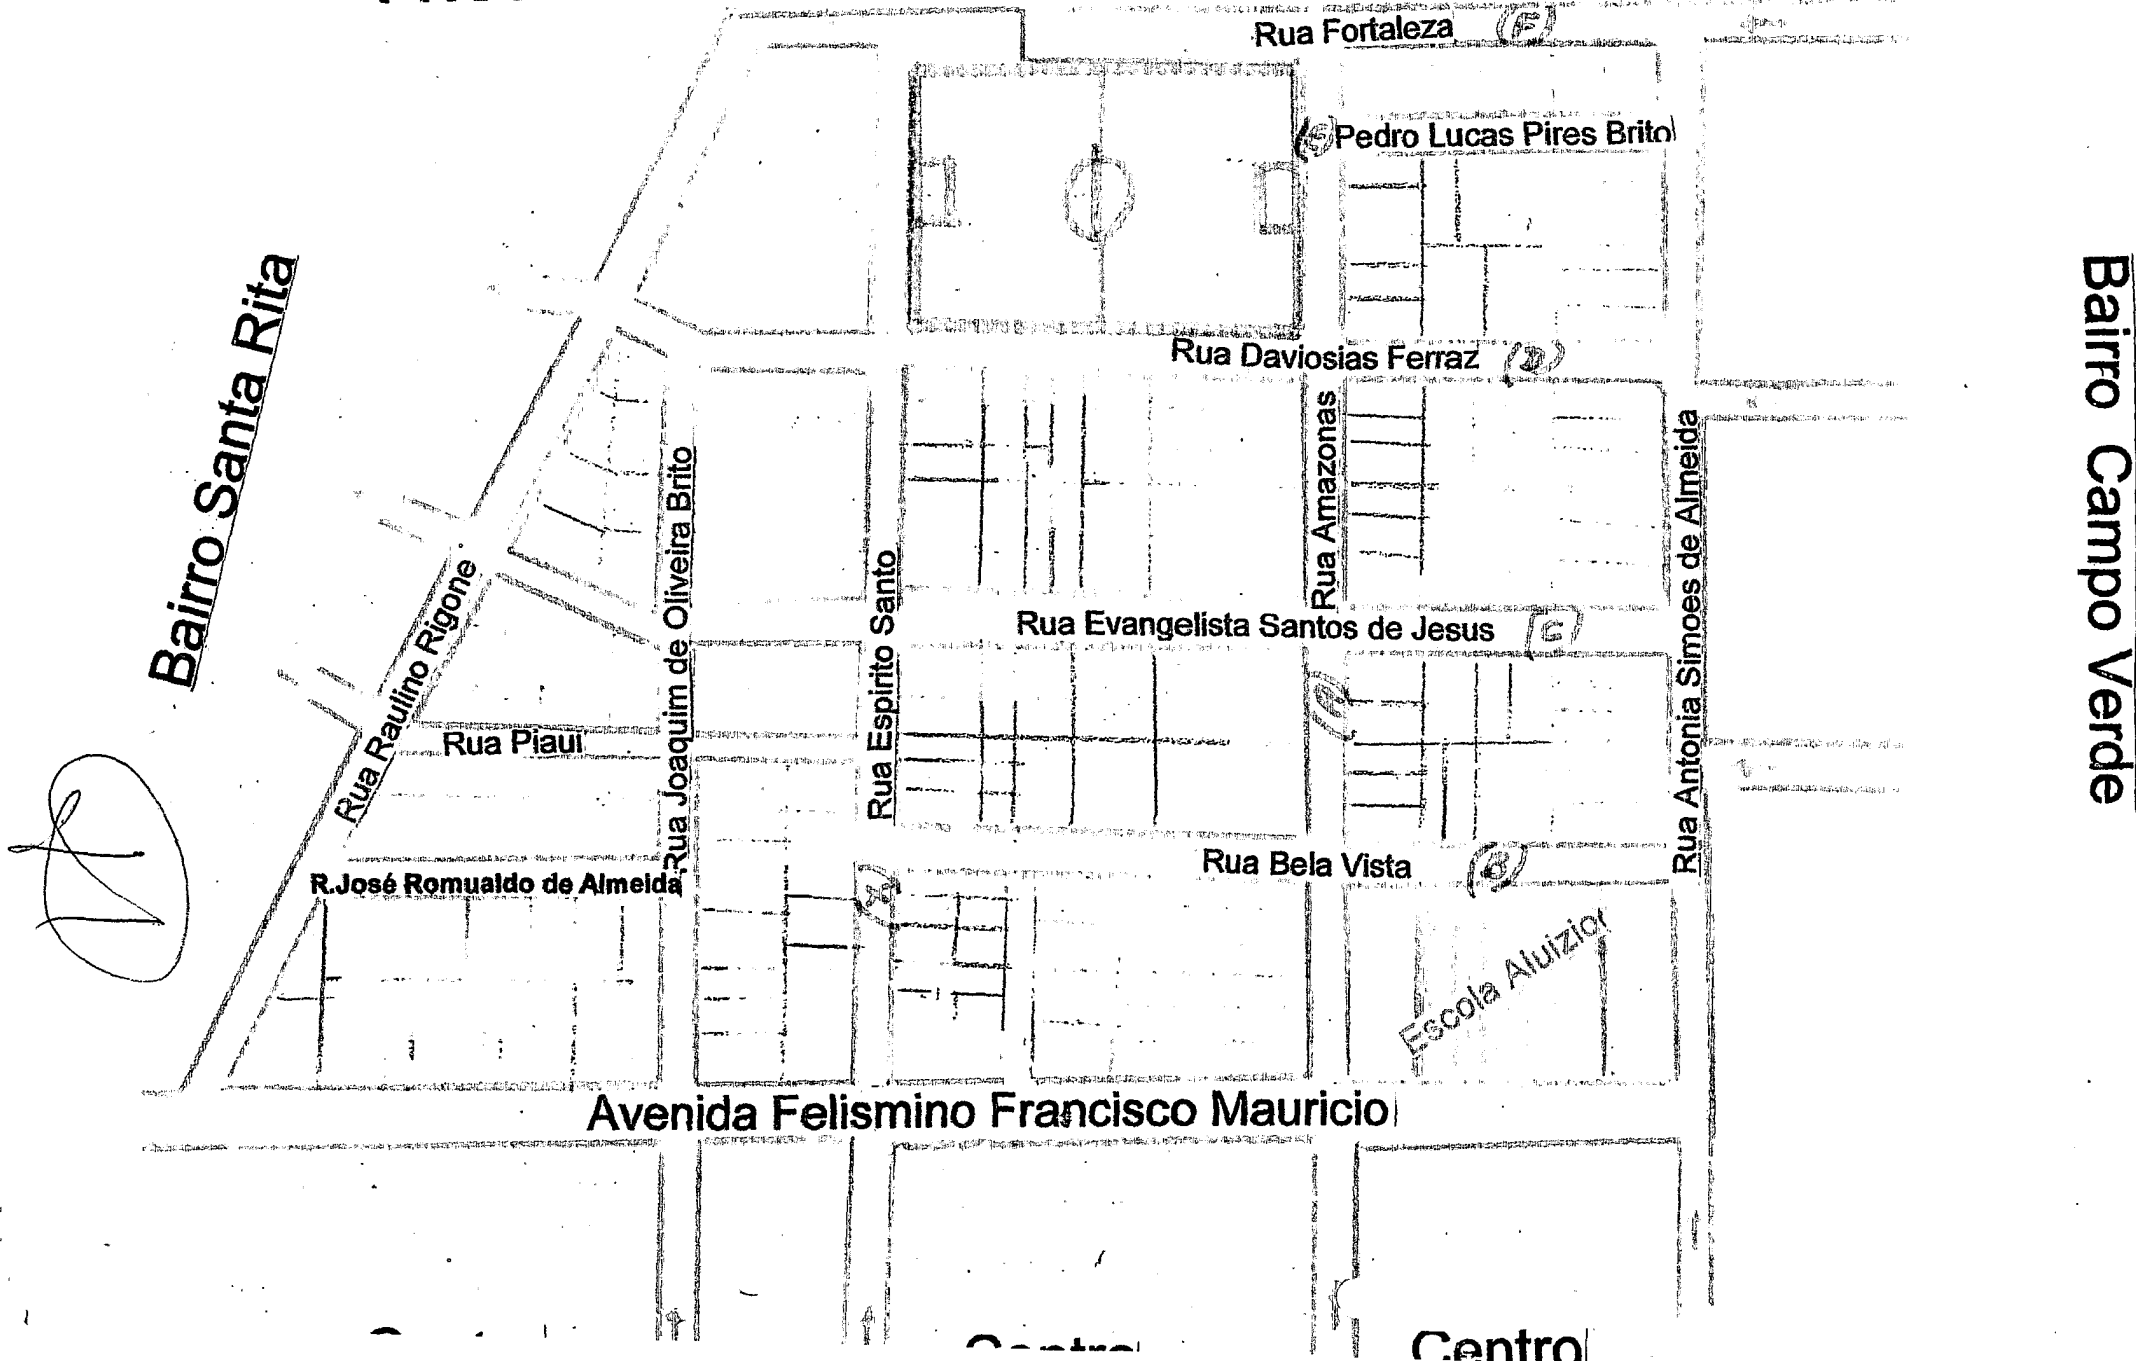 Rua Fortaleza (F)
Pedro Lucas Pires Brito
Bairro Santa Rita
Bairro Campo Verde
Rua Daviosias Ferraz (D)
Rua Amazonas
Rua Antonia Simoes de Almeida
Rua Joaquim de Oliveira Brito
Rua Espirito Santo
Rua Raulino Rigone
Rua Evangelista Santos de Jesus (C)
(A)
Rua Piaui
Rua Bela Vista (B)
R.José Romualdo de Almeida
Escola Aluizio
Avenida Felismino Francisco Mauricio
Centro
Centro